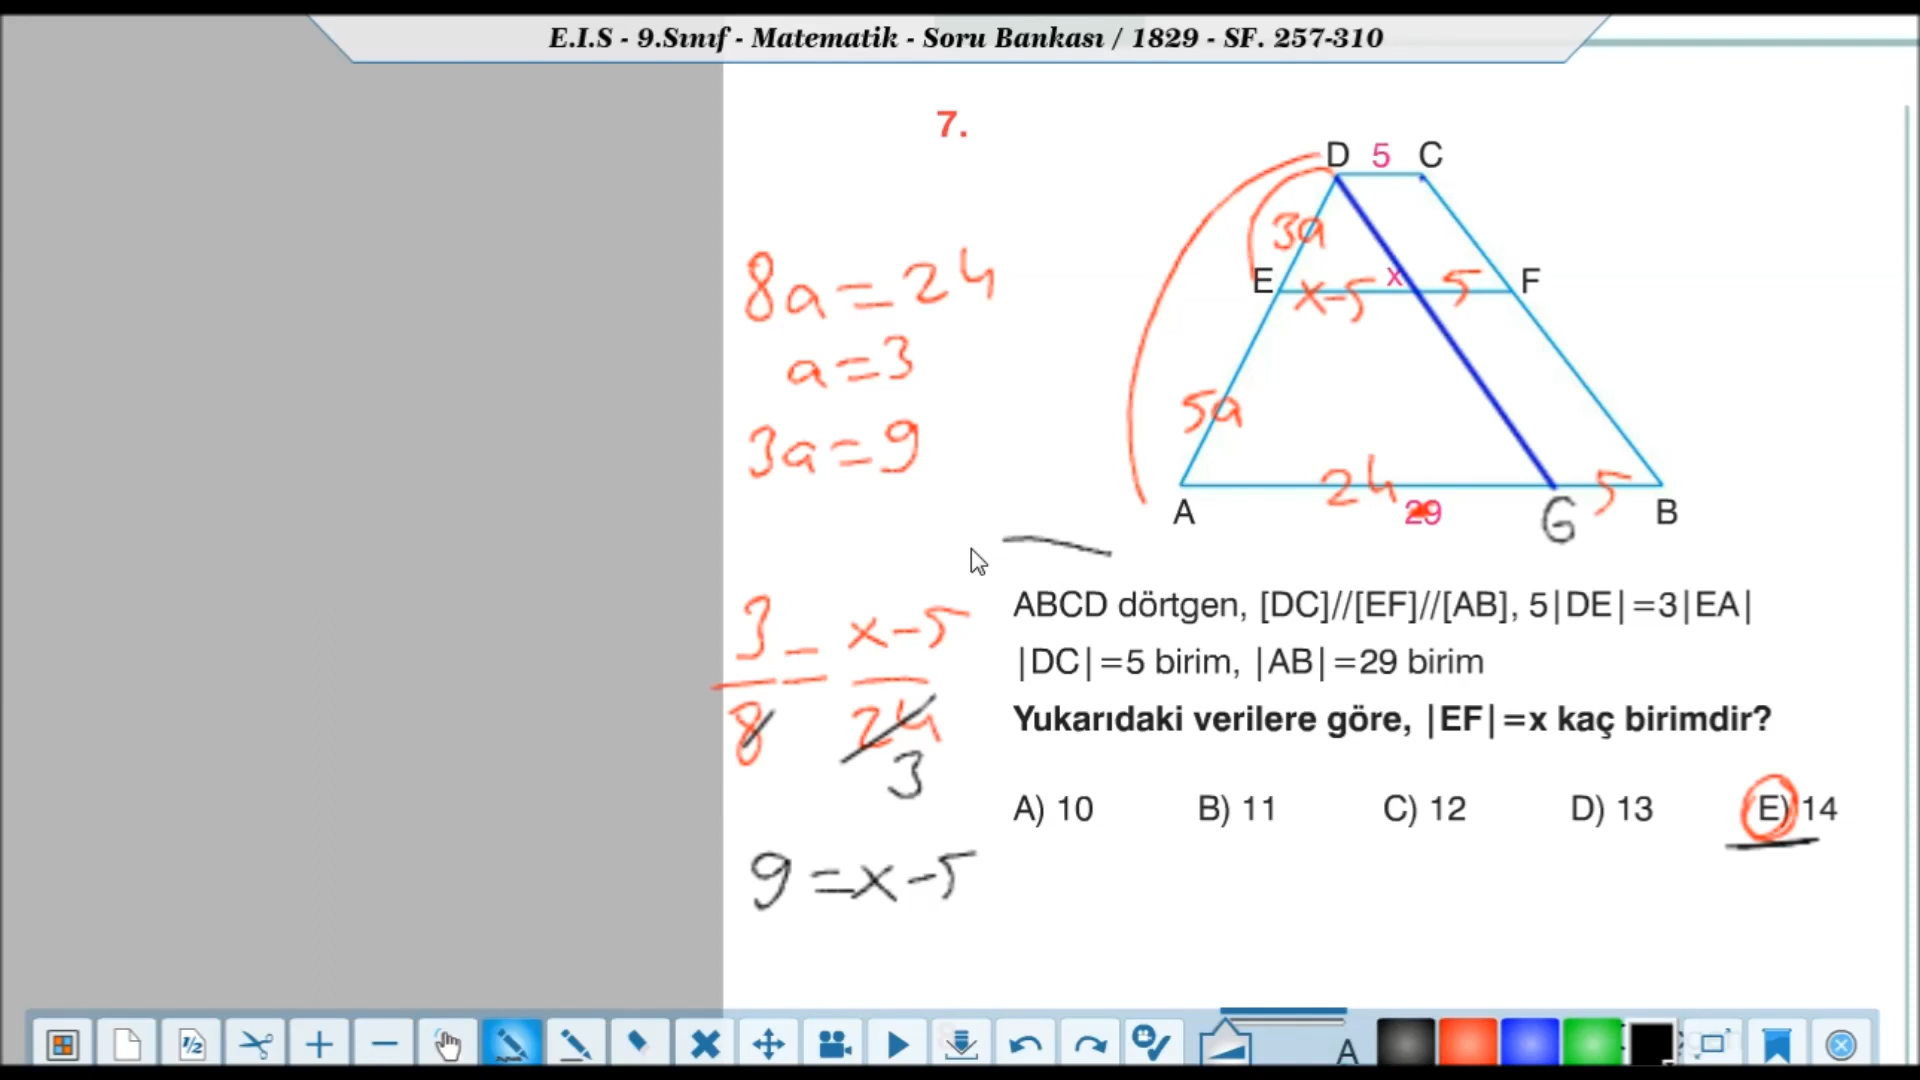 E.I.S - 9.Sınıf - Matematik - Soru Bankası / 1829 - SF. 257-310
7.
D 5 C
3a
E x-5 x 5 F
5a
24 5
A 29 G B
8a=24
a=3
3a=9
3/8 = x-5/24
3
9=x-5
ABCD dörtgen, [DC]//[EF]//[AB], 5|DE|=3|EA|
|DC|=5 birim, |AB|=29 birim
Yukarıdaki verilere göre, |EF|=x kaç birimdir?
A) 10 B) 11 C) 12 D) 13 E) 14
1/2
A